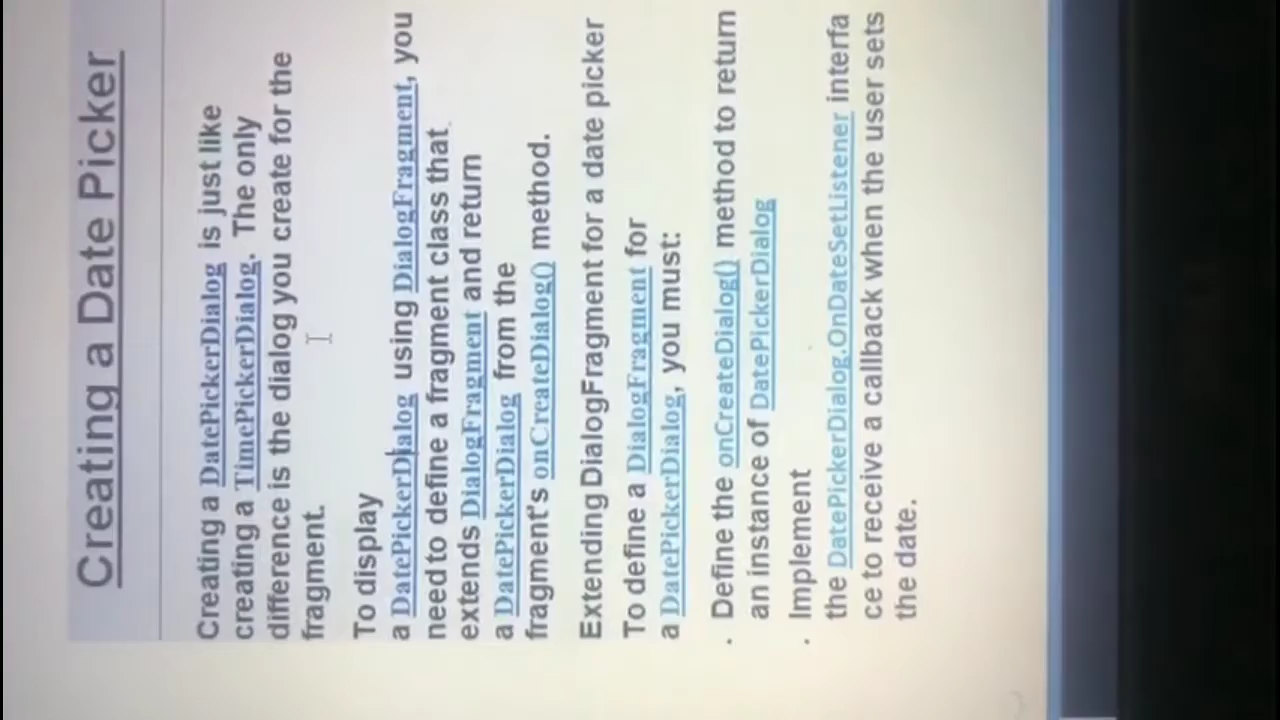 Creating a Date Picker
Creating a DatePickerDialog is just like
creating a TimePickerDialog. The only
difference is the dialog you create for the
fragment.
To display
a DatePickerDialog using DialogFragment, you
need to define a fragment class that
extends DialogFragment and return
a DatePickerDialog from the
fragment's onCreateDialog() method.
Extending DialogFragment for a date picker
To define a DialogFragment for
a DatePickerDialog, you must:
· Define the onCreateDialog() method to return
an instance of DatePickerDialog
· Implement
the DatePickerDialog.OnDateSetListener interfa
ce to receive a callback when the user sets
the date.